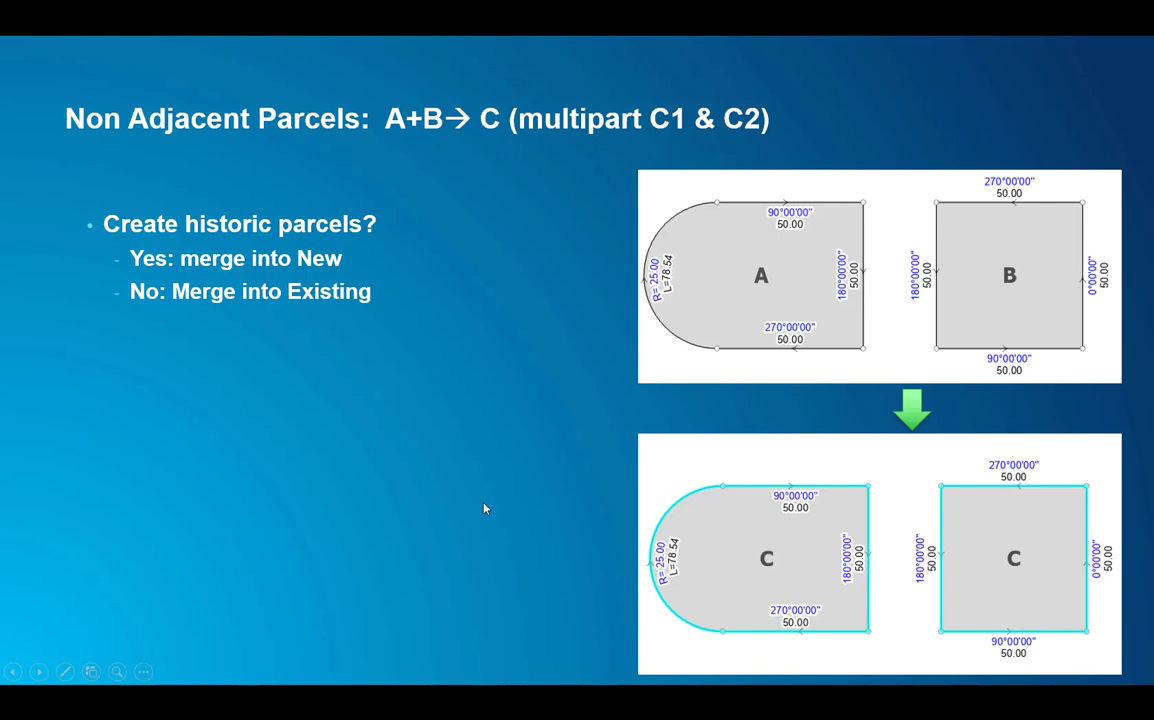 Non Adjacent Parcels: A+B→ C (multipart C1 & C2)
• Create historic parcels?
- Yes: merge into New
- No: Merge into Existing
90°00'00"
50.00
R= 25.00
L=78.54
A
180°00'00"
50.00
270°00'00"
50.00
270°00'00"
50.00
180°00'00"
50.00
B
0°00'00"
50.00
90°00'00"
50.00
90°00'00"
50.00
R= 25.00
L=78.54
C
180°00'00"
50.00
270°00'00"
50.00
270°00'00"
50.00
180°00'00"
50.00
C
0°00'00"
50.00
90°00'00"
50.00